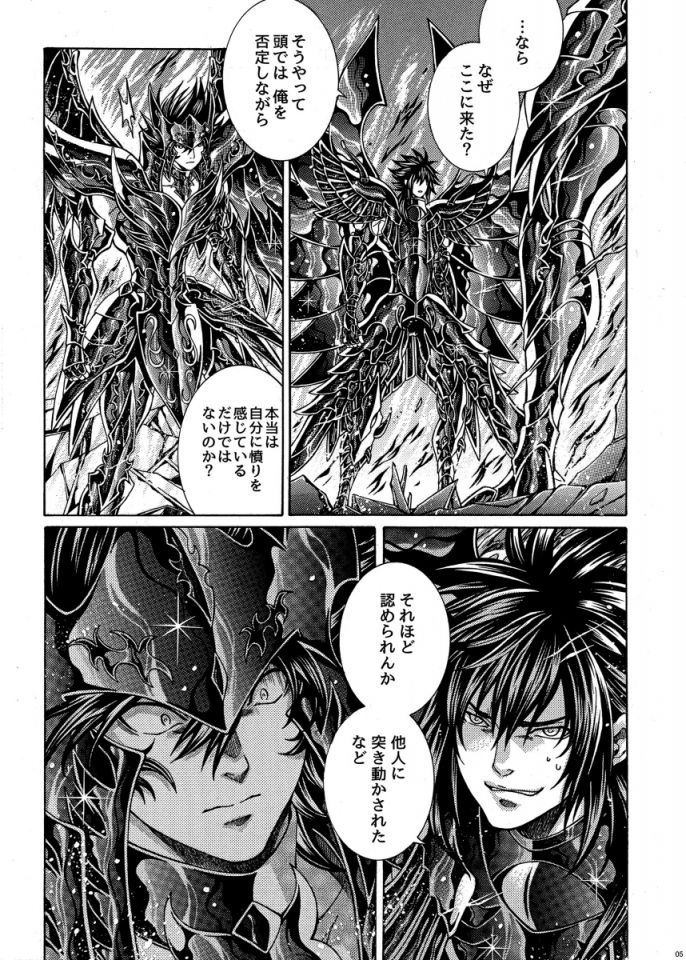 …なら
なぜ
ここに来た？
そうやって
頭では 俺を
否定しながら
本当は
自分に憤りを
感じている
だけでは
ないのか？
それほど
認められんか
他人に
突き動かされた
など
05